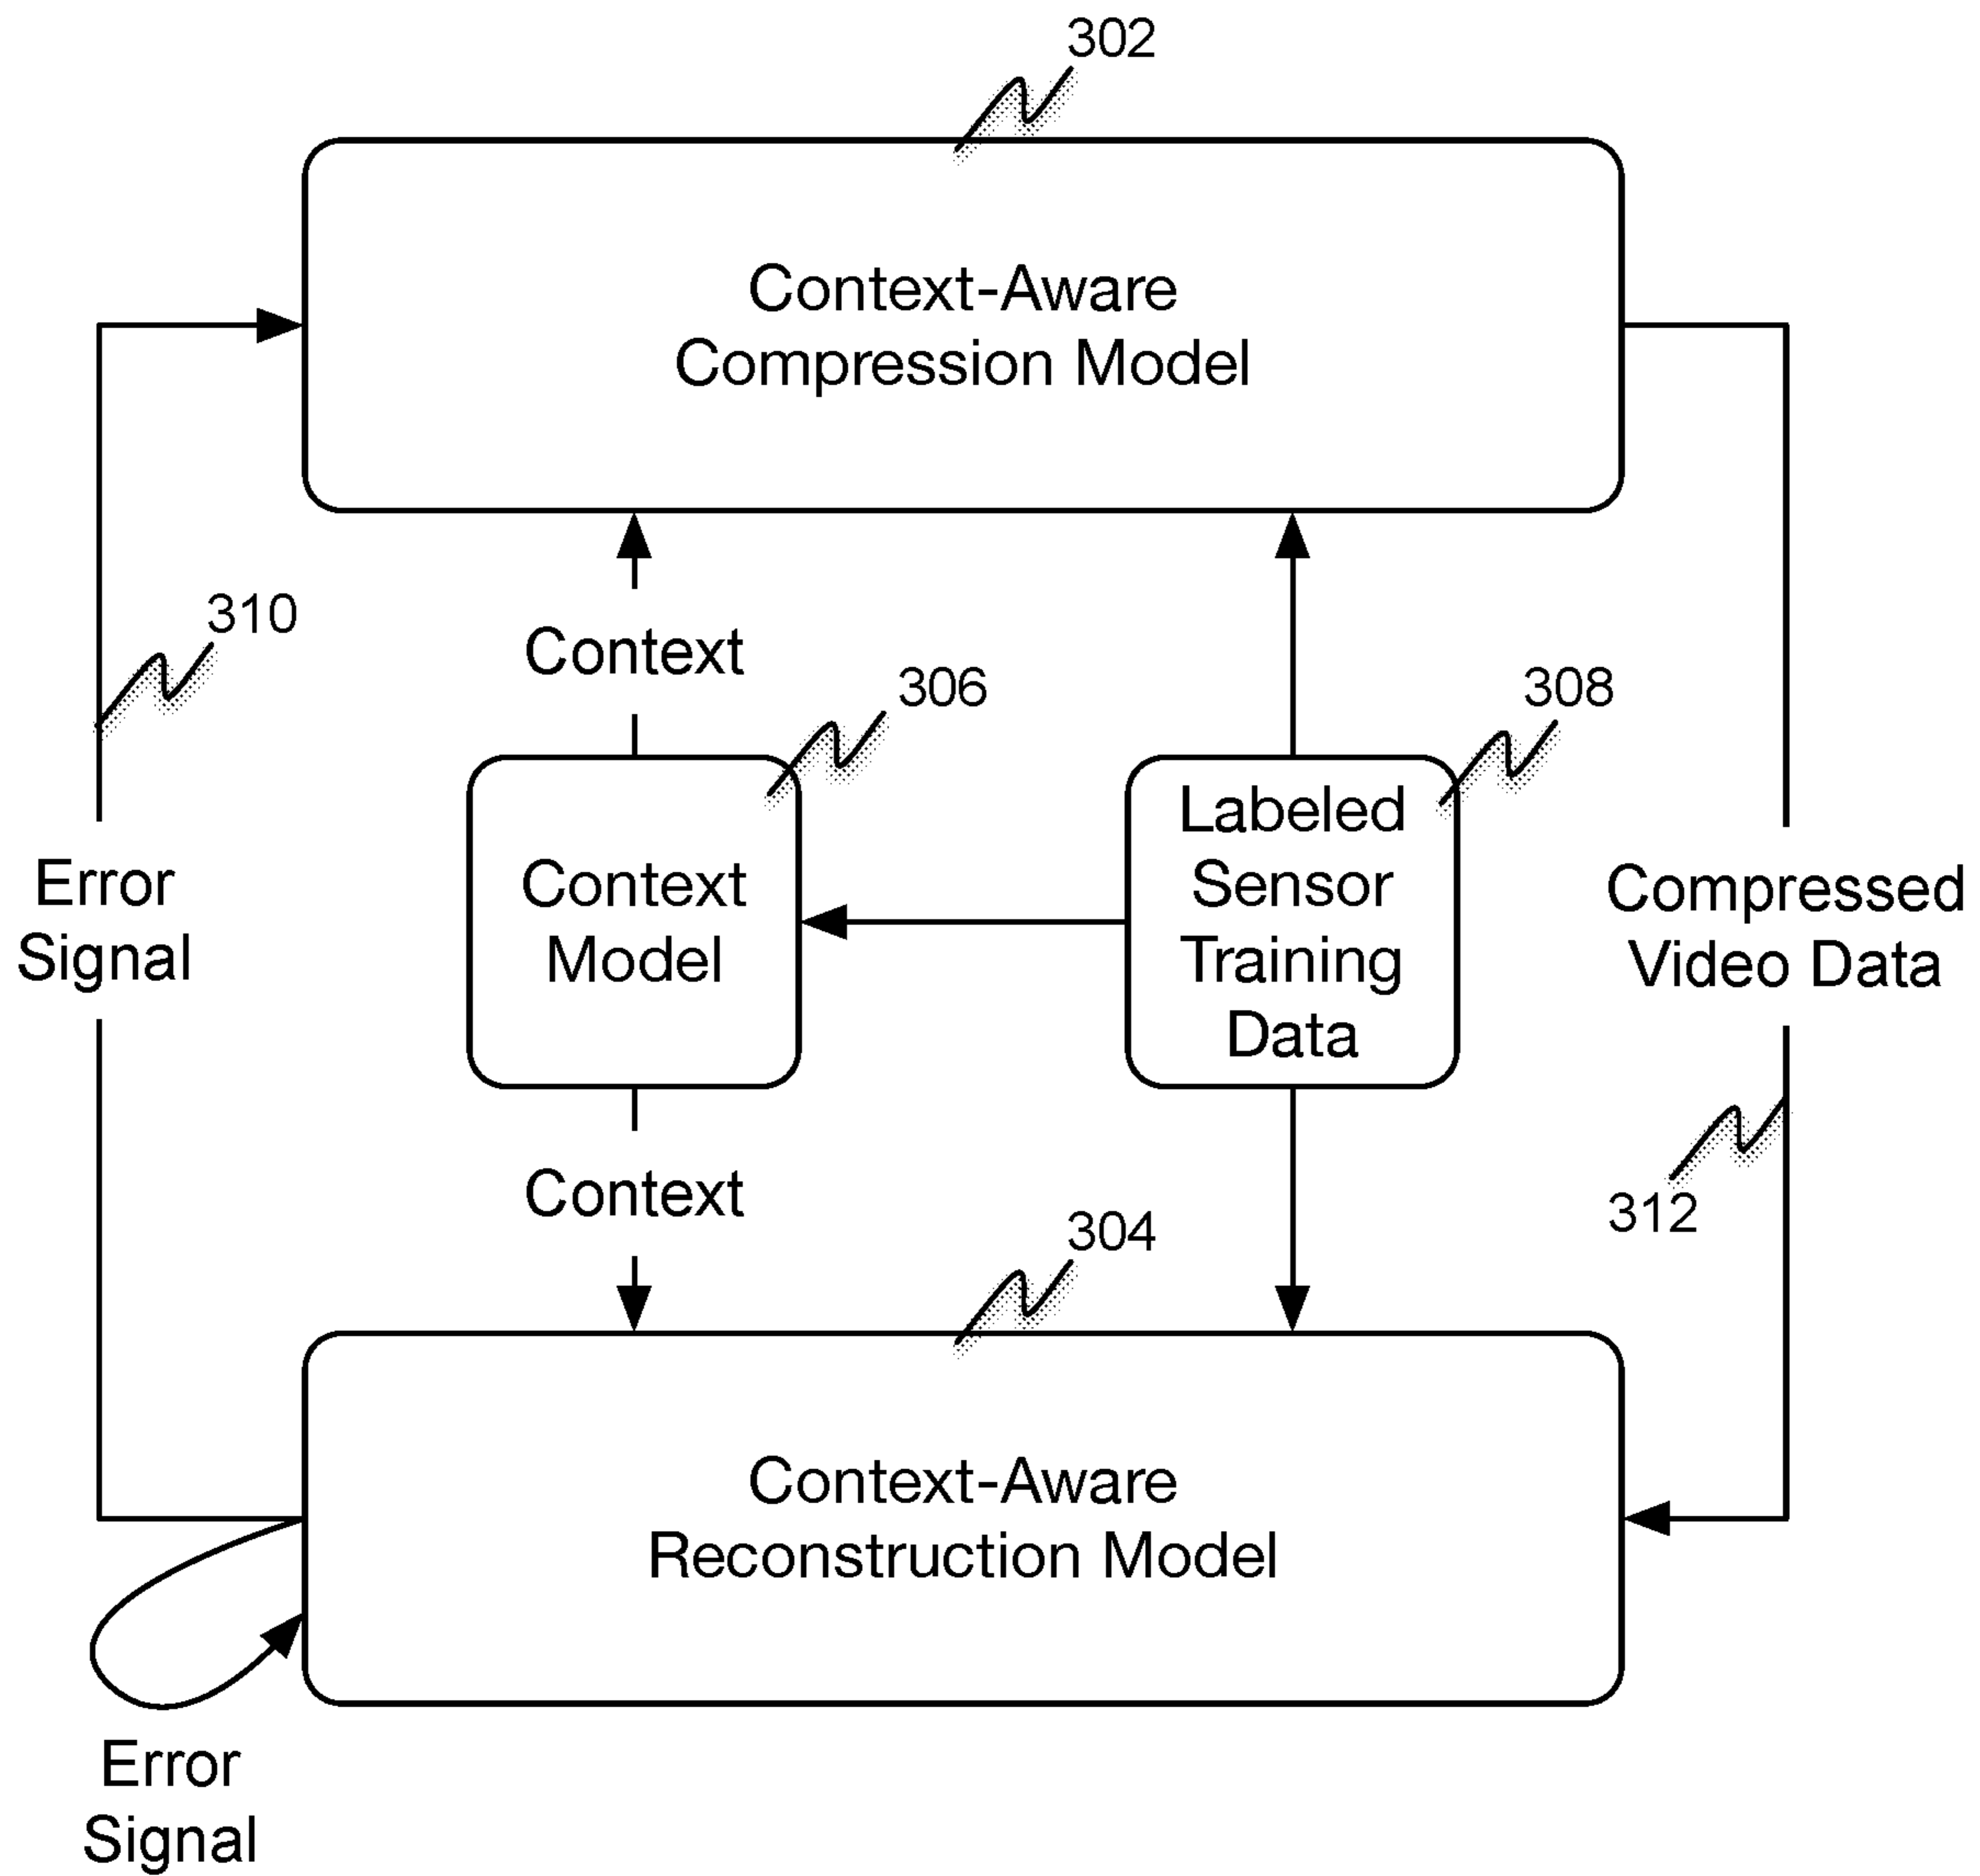 302
Context-Aware
Compression Model
310
Context
306
308
Error
Signal
Context
Model
Labeled
Sensor
Training
Data
Compressed
Video Data
Context
304
312
Context-Aware
Reconstruction Model
Error
Signal